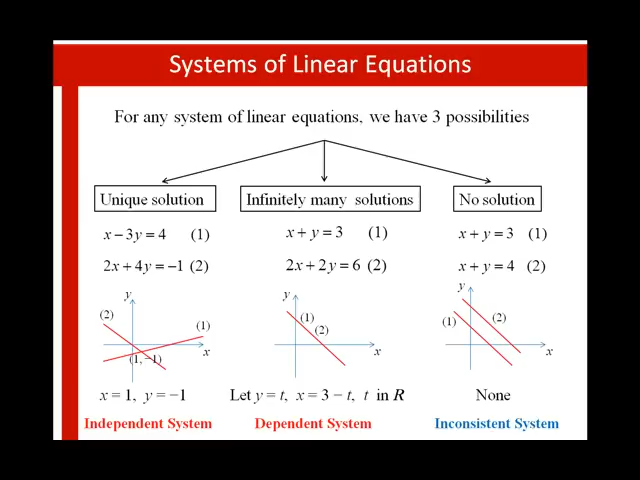 Systems of Linear Equations
For any system of linear equations, we have 3 possibilities
Unique solution
x − 3y = 4 (1)
2x + 4y = −1 (2)
y
(2)
(1)
x
(1, −1)
x = 1, y = −1
Independent System
Infinitely many solutions
x + y = 3 (1)
2x + 2y = 6 (2)
y
(1)
(2)
x
Let y = t, x = 3 − t, t in R
Dependent System
No solution
x + y = 3 (1)
x + y = 4 (2)
y
(1)
(2)
x
None
Inconsistent System